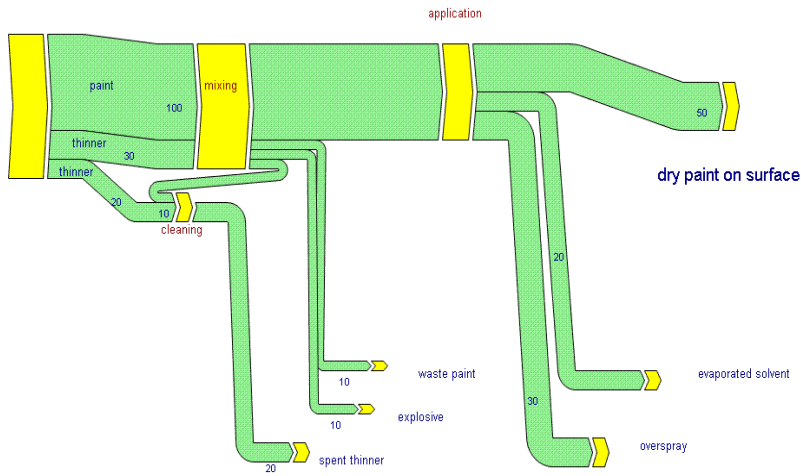 application
paint
mixing
100
50
thinner
30
thinner
dry paint on surface
20
10
cleaning
20
waste paint
evaporated solvent
10
30
explosive
10
overspray
spent thinner
20